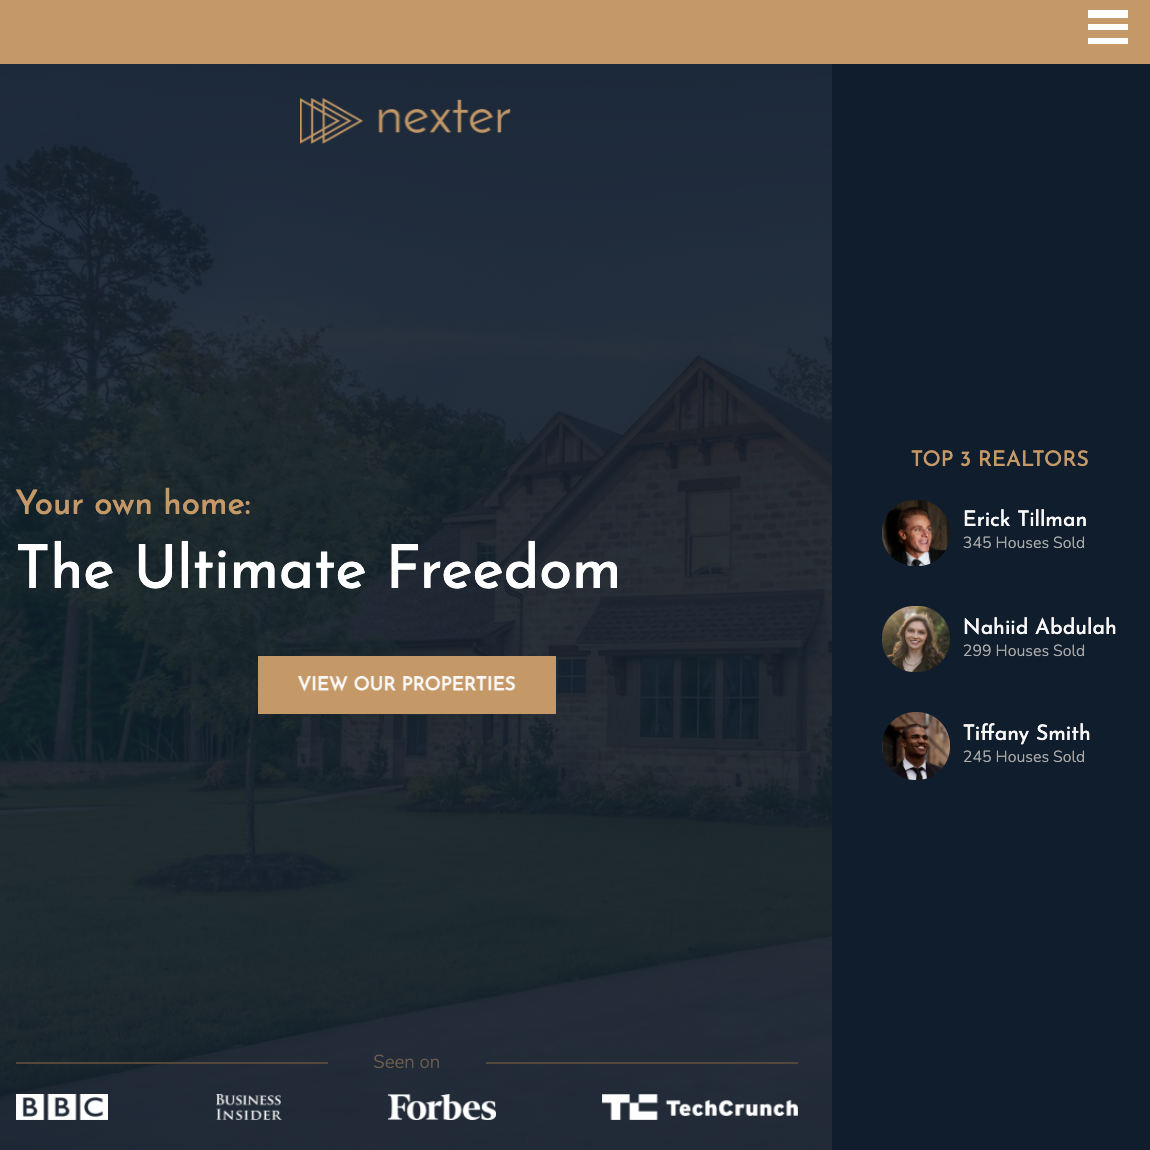 nexter
Your own home:
The Ultimate Freedom
VIEW OUR PROPERTIES
Seen on
BBC
BUSINESS
INSIDER
Forbes
TC TechCrunch
TOP 3 REALTORS
Erick Tillman
345 Houses Sold
Nahiid Abdulah
299 Houses Sold
Tiffany Smith
245 Houses Sold